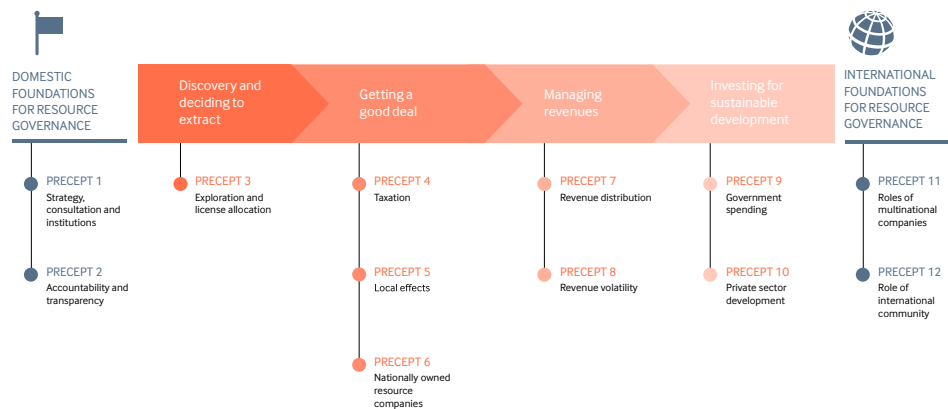 DOMESTIC
FOUNDATIONS
FOR RESOURCE
GOVERNANCE
PRECEPT 1
Strategy,
consultation and
institutions
PRECEPT 2
Accountability and
transparency
Discovery and
deciding to
extract
PRECEPT 3
Exploration and
license allocation
Getting a
good deal
PRECEPT 4
Taxation
PRECEPT 5
Local effects
PRECEPT 6
Nationally owned
resource
companies
Managing
revenues
PRECEPT 7
Revenue distribution
PRECEPT 8
Revenue volatility
Investing for
sustainable
development
PRECEPT 9
Government
spending
PRECEPT 10
Private sector
development
INTERNATIONAL
FOUNDATIONS
FOR RESOURCE
GOVERNANCE
PRECEPT 11
Roles of
multinational
companies
PRECEPT 12
Role of
international
community